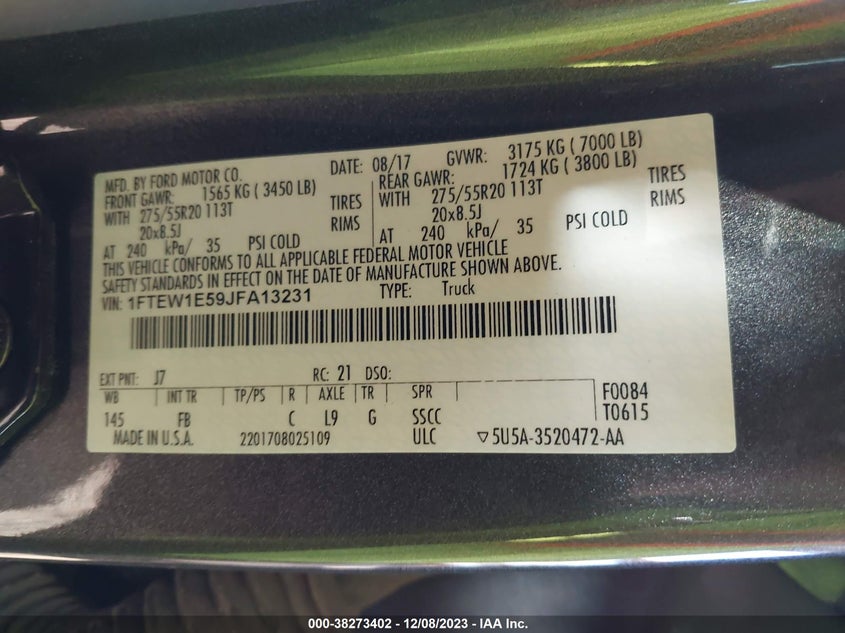 MFD. BY FORD MOTOR CO. DATE: 08/17 GVWR: 3175 KG ( 7000 LB)
FRONT GAWR: 1565 KG ( 3450 LB) REAR GAWR: 1724 KG ( 3800 LB)
WITH 275/55R20 113T TIRES WITH 275/55R20 113T TIRES
20x8.5J RIMS 20x8.5J RIMS
AT 240 kPa/ 35 PSI COLD AT 240 kPa/ 35 PSI COLD
THIS VEHICLE CONFORMS TO ALL APPLICABLE FEDERAL MOTOR VEHICLE
SAFETY STANDARDS IN EFFECT ON THE DATE OF MANUFACTURE SHOWN ABOVE.
VIN: 1FTEW1E59JFA13231 TYPE: Truck
EXT PNT: J7 RC: 21 DSO:
WB INT TR TP/PS R AXLE TR SPR F0084
145 FB C L9 G SSCC T0615
MADE IN U.S.A. 2201708025109 ULC ▽5U5A-3520472-AA
000-38273402 - 12/08/2023 - IAA Inc.